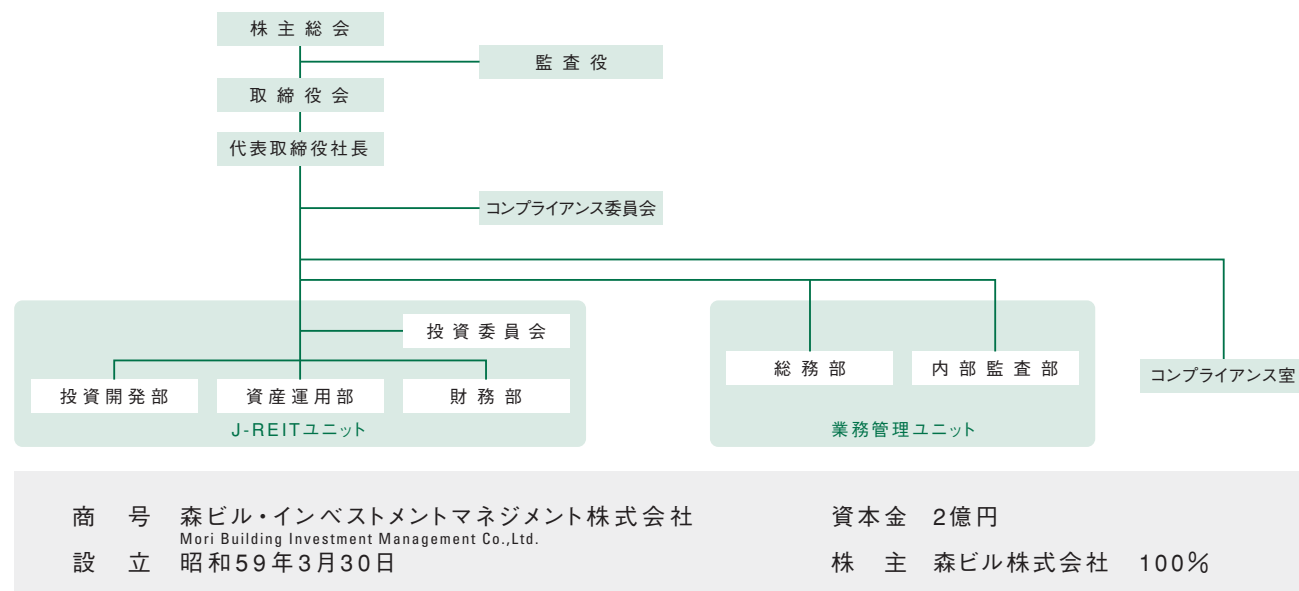 株主総会
監査役
取締役会
代表取締役社長
コンプライアンス委員会
投資委員会
投資開発部
資産運用部
財務部
J-REITユニット
総務部
内部監査部
業務管理ユニット
コンプライアンス室
商 号 森ビル・インベストメントマネジメント株式会社
Mori Building Investment Management Co.,Ltd.
設 立 昭和59年3月30日
資本金 2億円
株 主 森ビル株式会社 100%